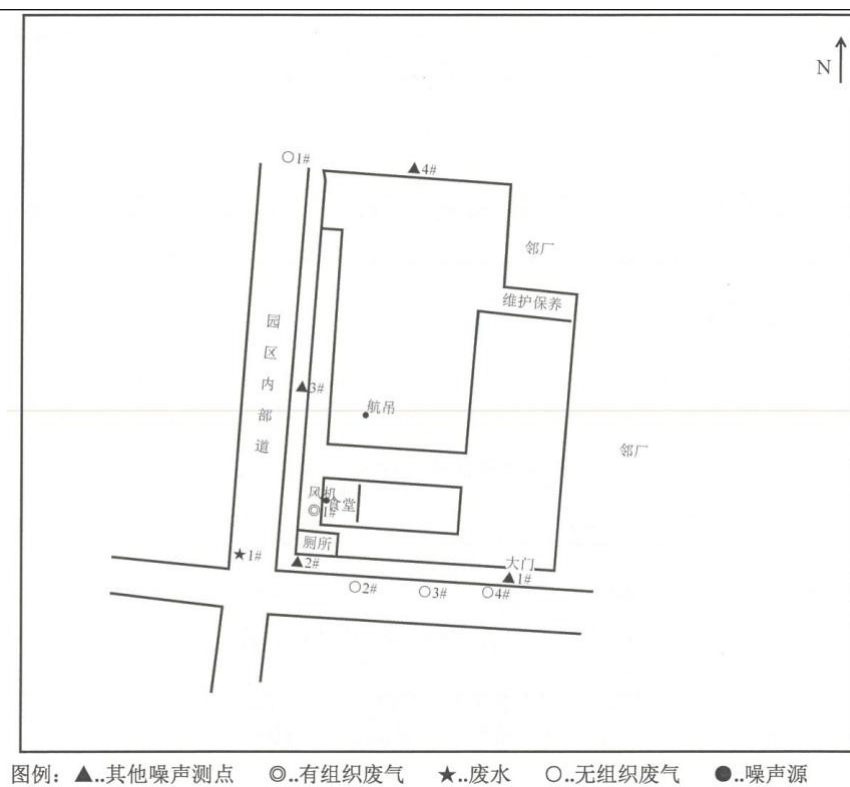 N
○1#
▲4#
邻厂
维护保养
园区内部道
▲3#
航吊
邻厂
风机
食堂
◎1#
厕所
★1#
▲2#
大门
▲1#
○2#
○3#
○4#
图例：▲..其他噪声测点 ◎..有组织废气 ★..废水 ○..无组织废气 ●..噪声源